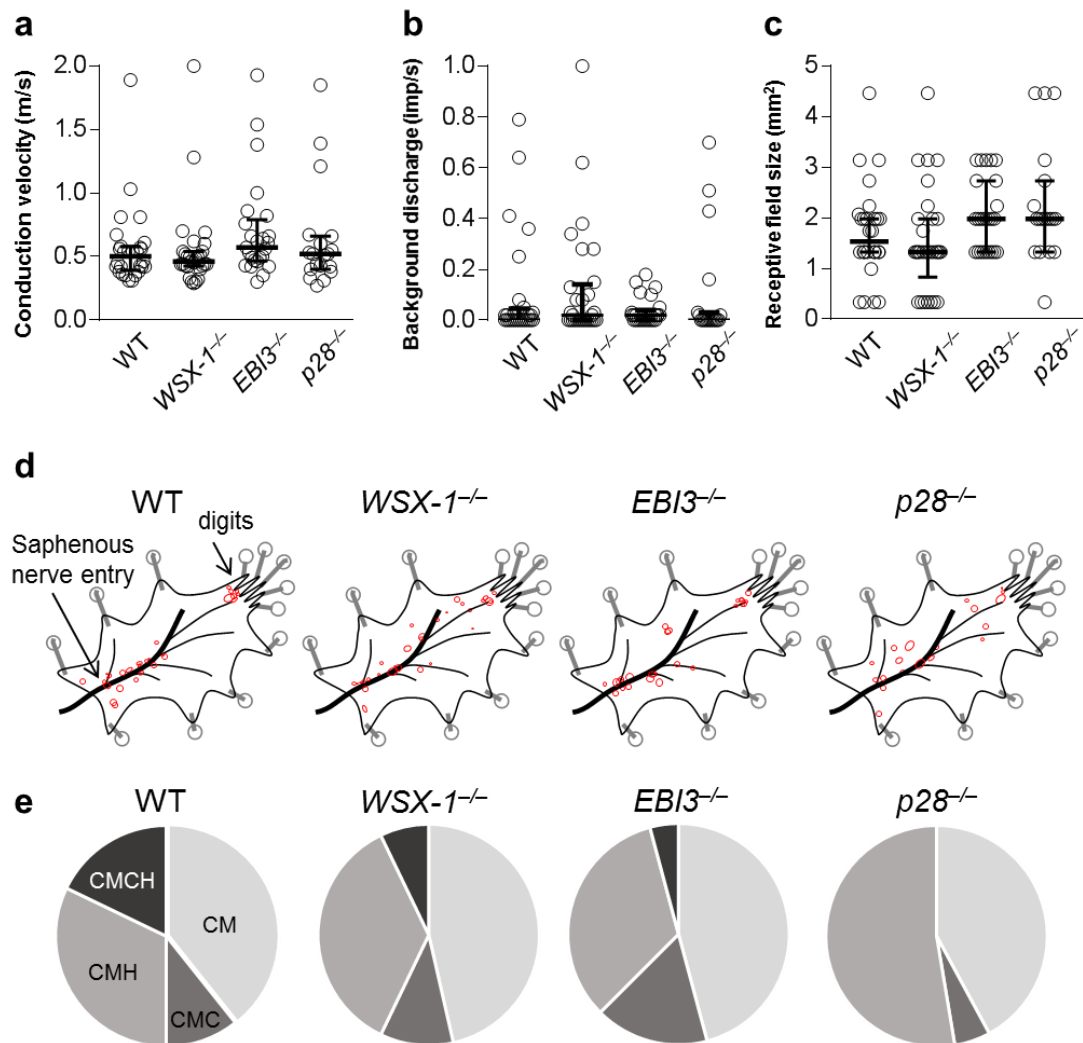 a
Conduction velocity (m/s)
2.0
1.5
1.0
0.5
0.0
WT
WSX-1–/–
EBI3–/–
p28–/–
b
Background discharge (imp/s)
1.0
0.8
0.6
0.4
0.2
0.0
WT
WSX-1–/–
EBI3–/–
p28–/–
c
Receptive field size (mm²)
5
4
3
2
1
0
WT
WSX-1–/–
EBI3–/–
p28–/–
d
WT
WSX-1–/–
EBI3–/–
p28–/–
digits
Saphenous
nerve entry
e
WT
WSX-1–/–
EBI3–/–
p28–/–
CMCH
CM
CMH
CMC